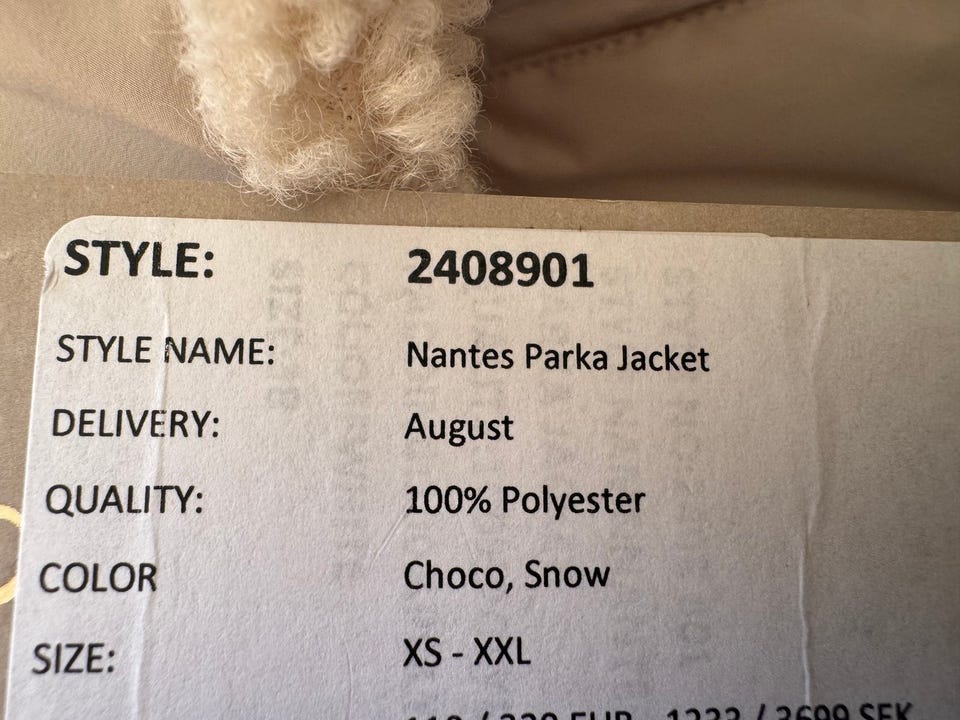 STYLE: 2408901
STYLE NAME: Nantes Parka Jacket
DELIVERY: August
QUALITY: 100% Polyester
COLOR Choco, Snow
SIZE: XS - XXL